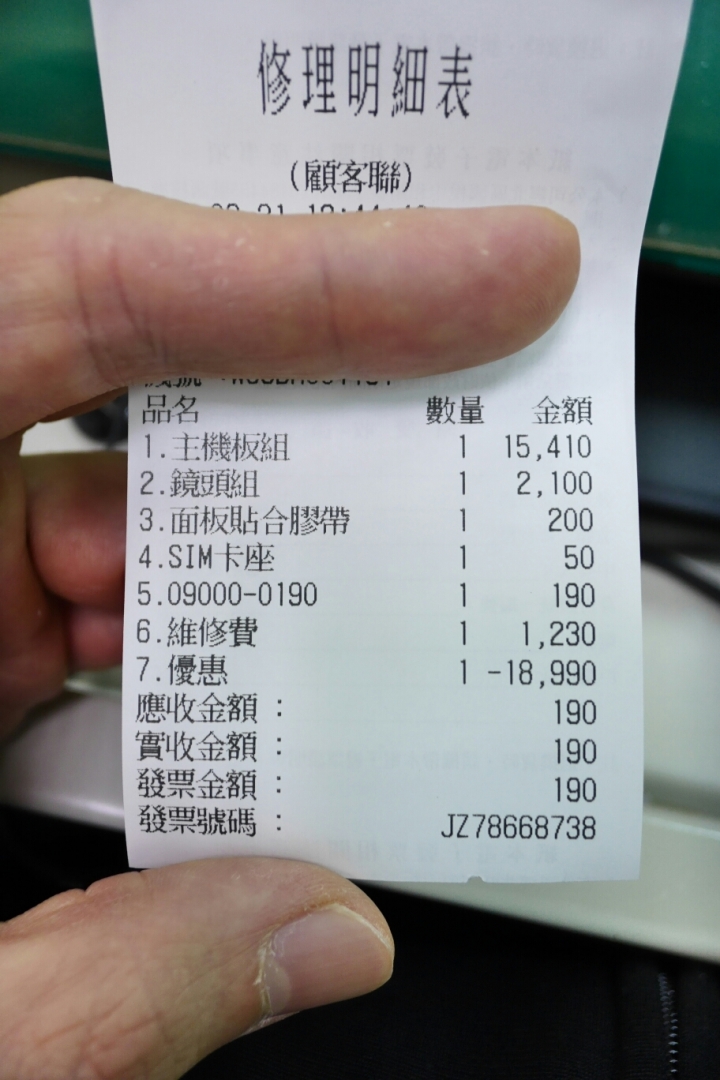 修理明細表
(顧客聯)
品名 數量 金額
1.主機板組 1 15,410
2.鏡頭組 1 2,100
3.面板貼合膠帶 1 200
4.SIM卡座 1 50
5.09000-0190 1 190
6.維修費 1 1,230
7.優惠 1 -18,990
應收金額: 190
實收金額: 190
發票金額: 190
發票號碼: JZ78668738